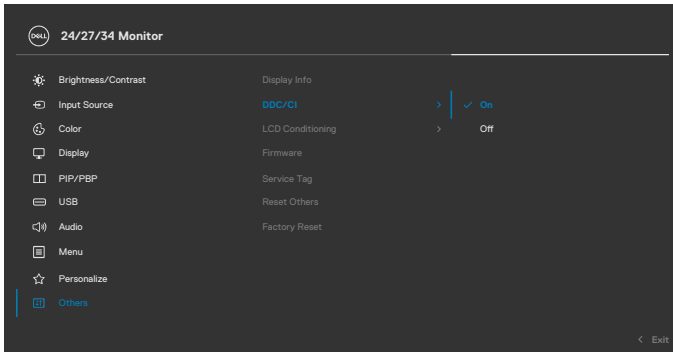 DELL 24/27/34 Monitor
Brightness/Contrast Display Info
Input Source DDC/CI > ✓ On
Color LCD Conditioning > Off
Display Firmware
PIP/PBP Service Tag
USB Reset Others
Audio Factory Reset
Menu
Personalize
Others
< Exit